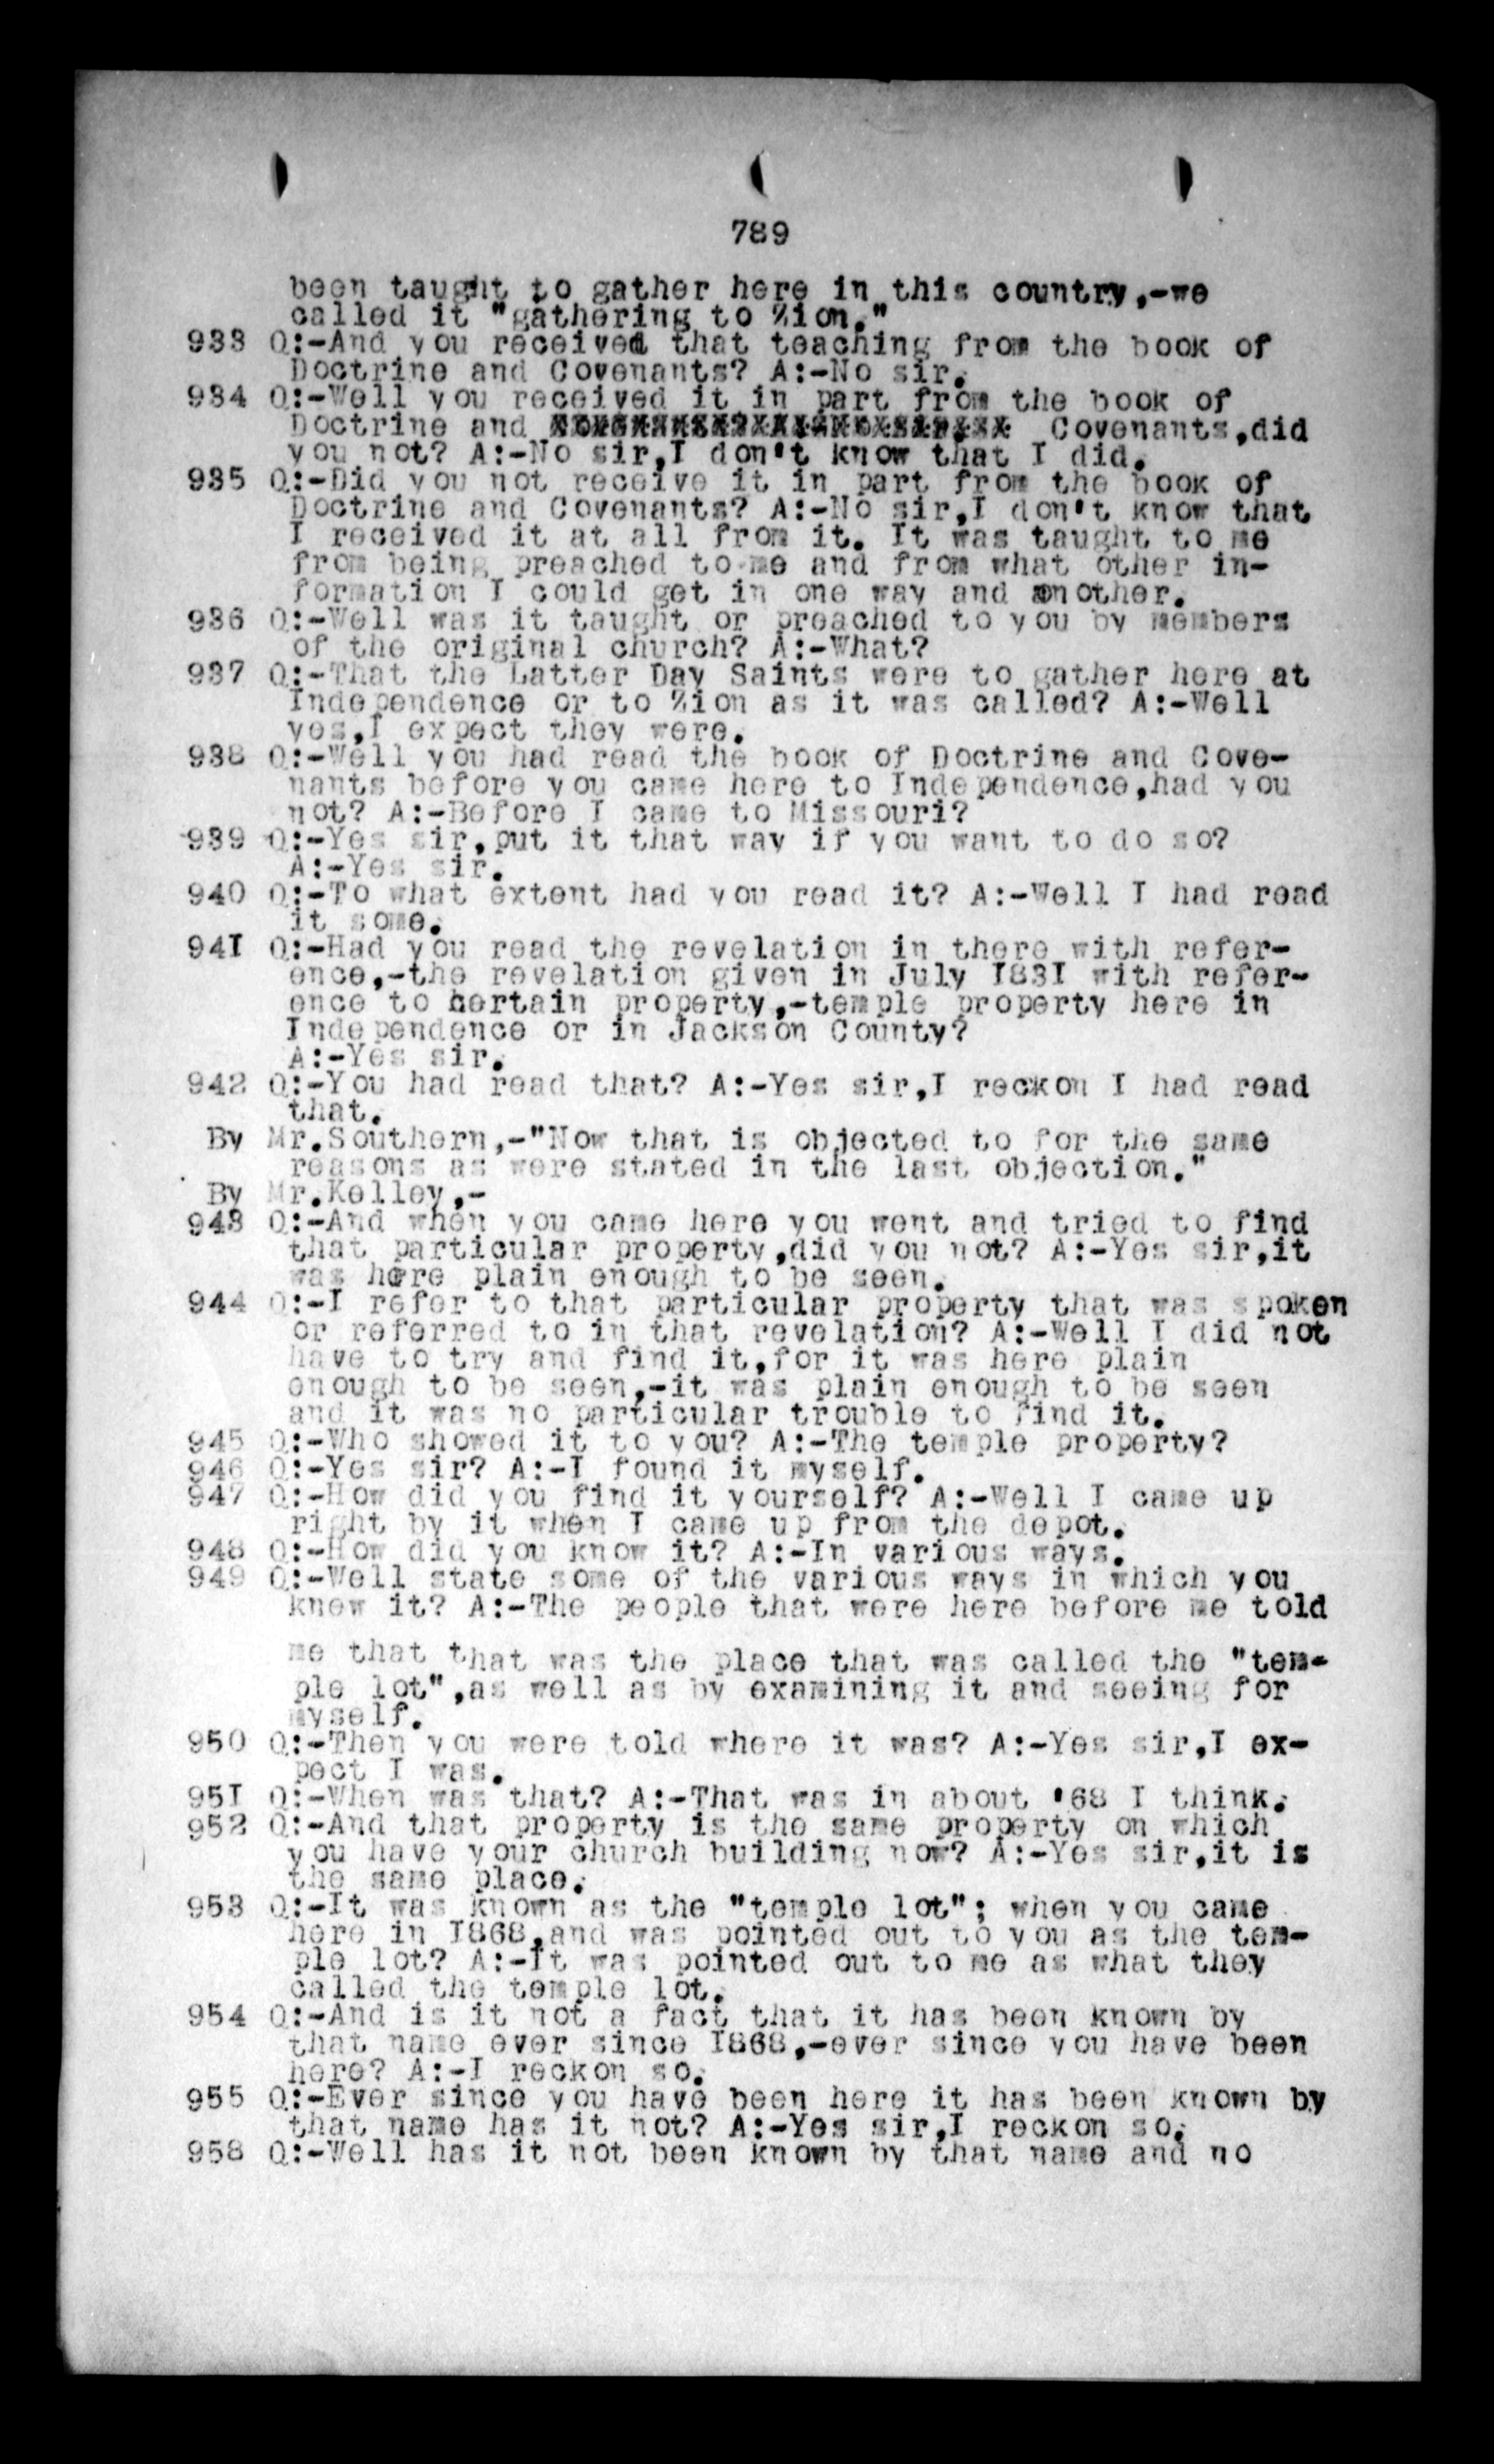 789
been taught to gather here in this country,-we
called it "gathering to Zion."
933 Q:-And you received that teaching from the book of
Doctrine and Covenants? A:-No sir.
934 Q:-Well you received it in part from the book of
Doctrine and Covenants,did
you not? A:-No sir,I don't know that I did.
935 Q:-Did you not receive it in part from the book of
Doctrine and Covenants? A:-No sir,I don't know that
I received it at all from it. It was taught to me
from being preached to me and from what other in-
formation I could get in one way and another.
936 Q:-Well was it taught or preached to you by members
of the original church? A:-What?
937 Q:-That the Latter Day Saints were to gather here at
Independence or to Zion as it was called? A:-Well
yes,I expect they were.
938 Q:-Well you had read the book of Doctrine and Cove-
nants before you came here to Independence,had you
not? A:-Before I came to Missouri?
939 Q:-Yes sir,put it that way if you want to do so?
A:-Yes sir.
940 Q:-To what extent had you read it? A:-Well I had read
it some.
941 Q:-Had you read the revelation in there with refer-
ence,-the revelation given in July 1831 with refer-
ence to certain property,-temple property here in
Independence or in Jackson County?
A:-Yes sir.
942 Q:-You had read that? A:-Yes sir,I reckon I had read
that.
By Mr.Southern,-"Now that is objected to for the same
reasons as were stated in the last objection."
By Mr.Kelley,-
943 Q:-And when you came here you went and tried to find
that particular property,did you not? A:-Yes sir,it
was here plain enough to be seen.
944 Q:-I refer to that particular property that was spoken
or referred to in that revelation? A:-Well I did not
have to try and find it,for it was here plain
enough to be seen,-it was plain enough to be seen
and it was no particular trouble to find it.
945 Q:-Who showed it to you? A:-The temple property?
946 Q:-Yes sir? A:-I found it myself.
947 Q:-How did you find it yourself? A:-Well I came up
right by it when I came up from the depot.
948 Q:-How did you know it? A:-In various ways.
949 Q:-Well state some of the various ways in which you
knew it? A:-The people that were here before me told
me that that was the place that was called the "tem-
ple lot",as well as by examining it and seeing for
myself.
950 Q:-Then you were told where it was? A:-Yes sir,I ex-
pect I was.
951 Q:-When was that? A:-That was in about '68 I think.
952 Q:-And that property is the same property on which
you have your church building now? A:-Yes sir,it is
the same place.
953 Q:-It was known as the "temple lot"; when you came
here in 1868,and was pointed out to you as the tem-
ple lot? A:-It was pointed out to me as what they
called the temple lot.
954 Q:-And is it not a fact that it has been known by
that name ever since 1868,-ever since you have been
here? A:-I reckon so.
955 Q:-Ever since you have been here it has been known by
that name has it not? A:-Yes sir,I reckon so.
958 Q:-Well has it not been known by that name and no